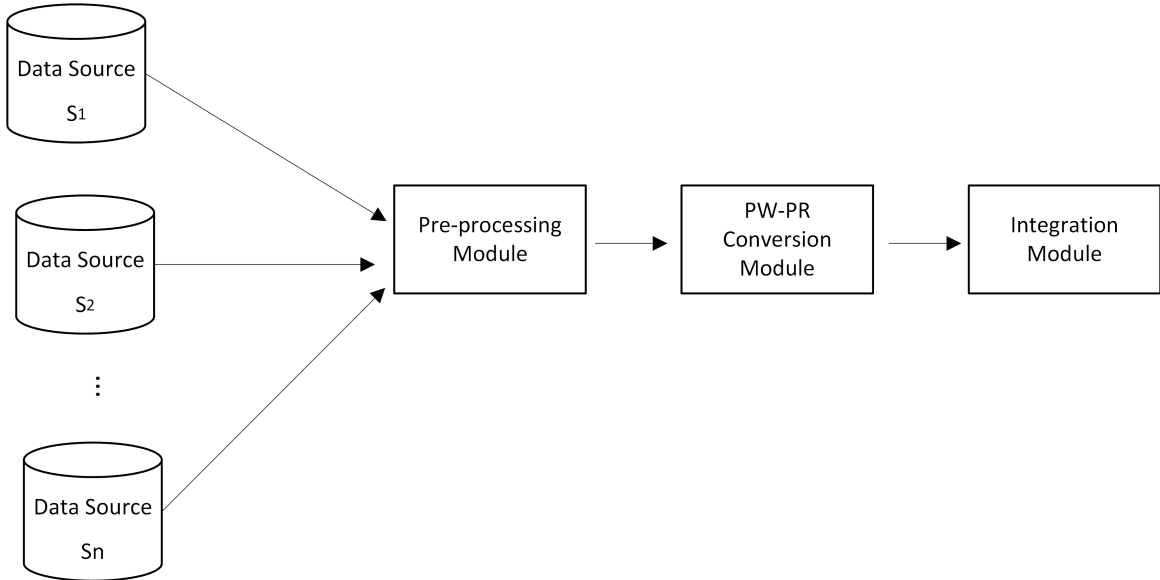 Data Source
S1
Data Source
S2
⋮
Data Source
Sn
Pre-processing
Module
PW-PR
Conversion
Module
Integration
Module